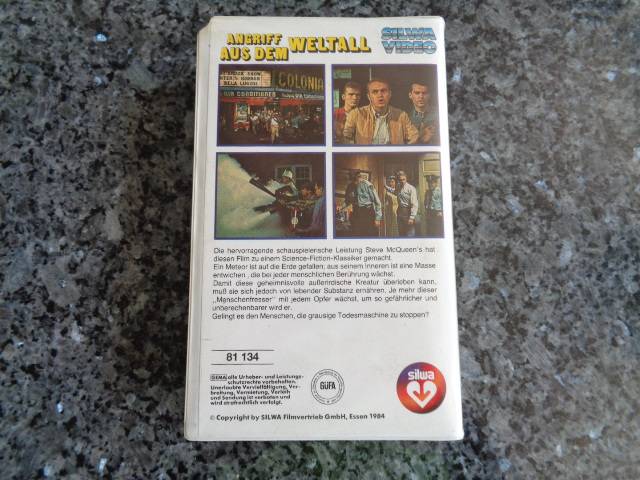 ANGRIFF
AUS DEM WELTALL
SILWA
VIDEO
COLONIA
BELA LUGOSI
AIR CONDITIONED
Die hervorragende schauspielerische Leistung Steve McQueen's hat
diesen Film zu einem Science-Fiction-Klassiker gemacht.
Ein Meteor ist auf die Erde gefallen; aus seinem Inneren ist eine Masse
entwichen, die bei jeder menschlichen Berührung wächst.
Damit diese geheimnisvolle außerirdische Kreatur überleben kann,
muß sie sich jedoch von lebender Substanz ernähren. Je mehr dieser
„Menschenfresser" mit jedem Opfer wächst, um so gefährlicher und
unberechenbarer wird er.
Gelingt es den Menschen, die grausige Todesmaschine zu stoppen?
81 134
GEMA alle Urheber- und Leistungs-
schutzrechte vorbehalten.
Unerlaubte Vervielfältigung, Ver-
breitung, Vermietung, Verleih
und Sendung ist verboten und
wird strafrechtlich verfolgt.
GÜFA
silwa
© Copyright by SILWA Filmvertrieb GmbH, Essen 1984